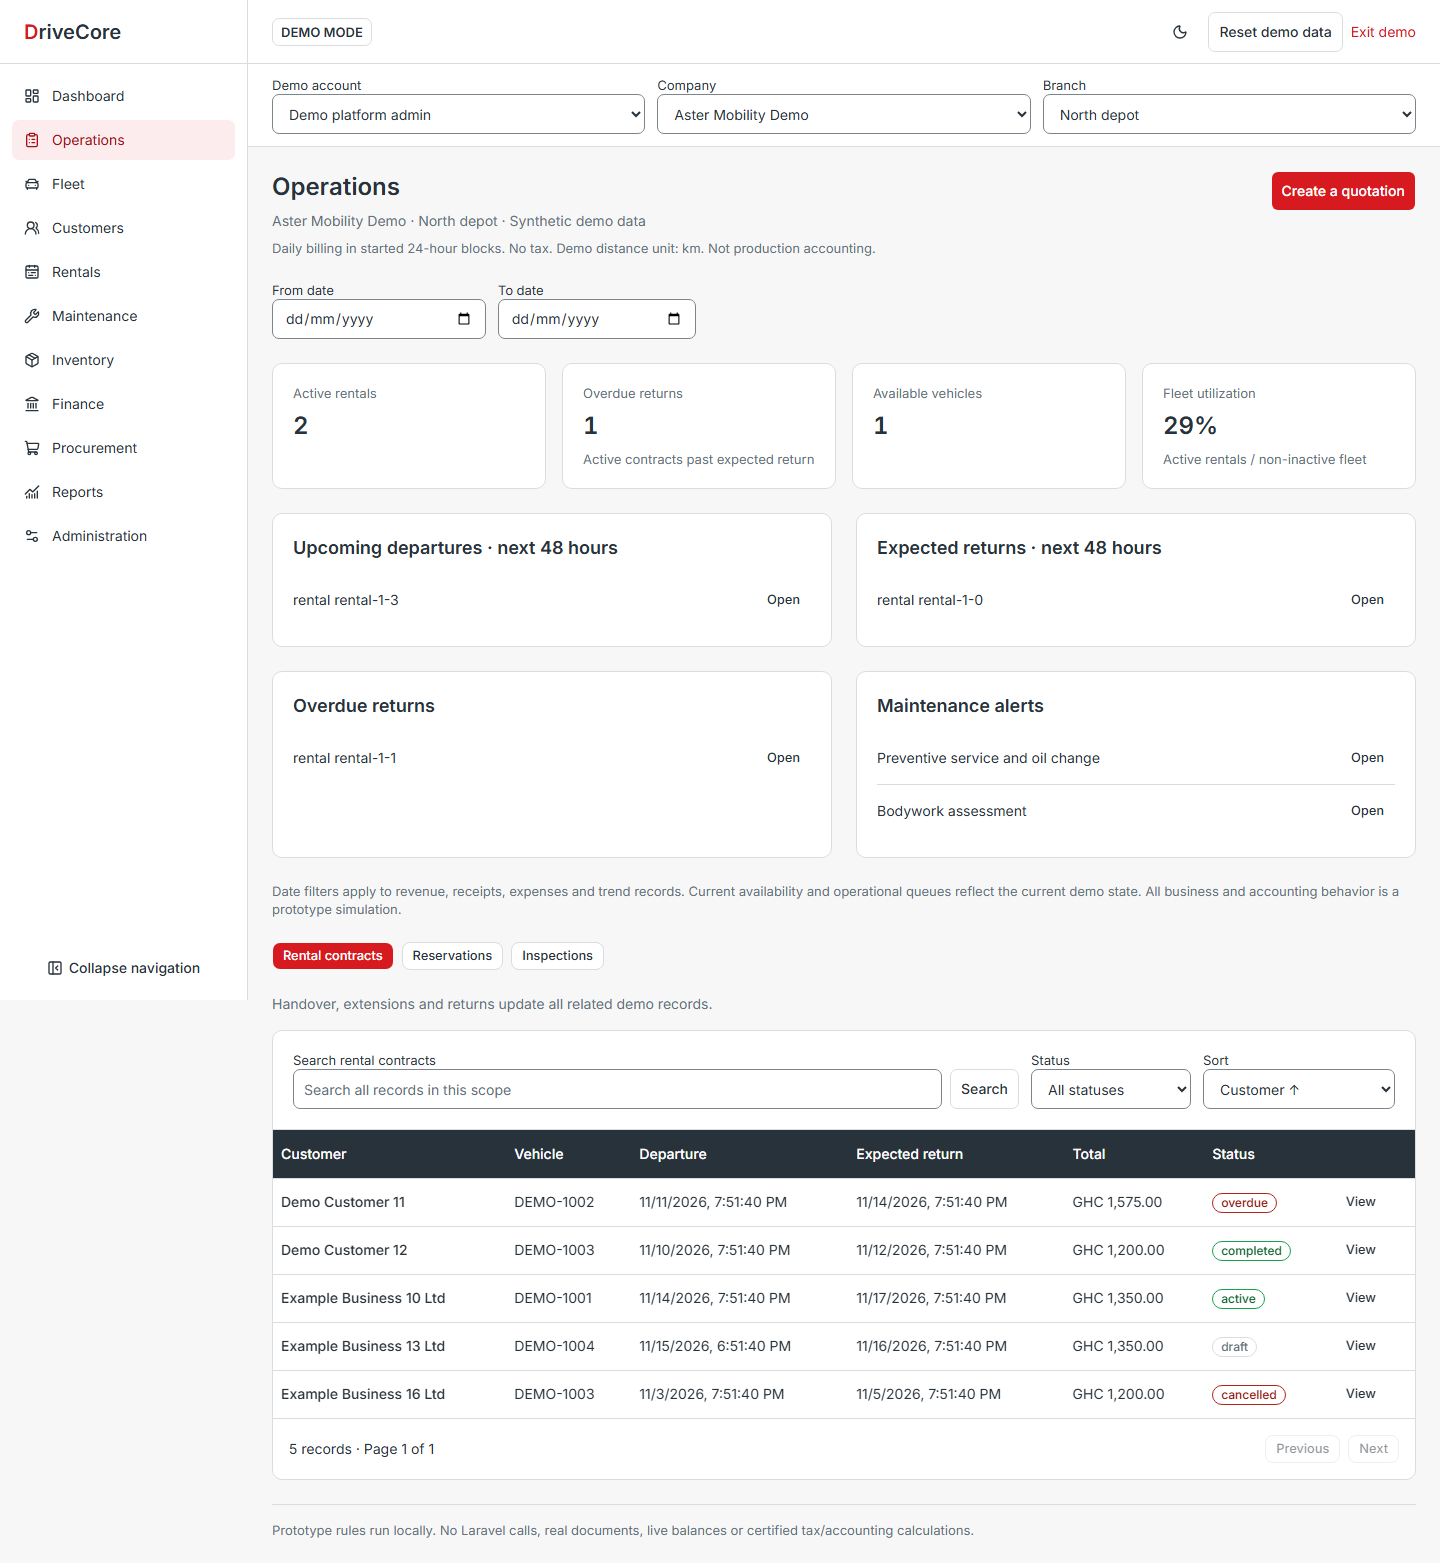 DriveCore
DEMO MODE
Reset demo data
Exit demo
Dashboard
Operations
Fleet
Customers
Rentals
Maintenance
Inventory
Finance
Procurement
Reports
Administration
Collapse navigation
Demo account
Company
Branch
Demo platform admin
Aster Mobility Demo
North depot
Operations
Create a quotation
Aster Mobility Demo · North depot · Synthetic demo data
Daily billing in started 24-hour blocks. No tax. Demo distance unit: km. Not production accounting.
From date
To date
dd/mm/yyyy
dd/mm/yyyy
Active rentals
2
Overdue returns
1
Active contracts past expected return
Available vehicles
1
Fleet utilization
29%
Active rentals / non-inactive fleet
Upcoming departures · next 48 hours
rental rental-1-3 Open
Expected returns · next 48 hours
rental rental-1-0 Open
Overdue returns
rental rental-1-1 Open
Maintenance alerts
Preventive service and oil change Open
Bodywork assessment Open
Date filters apply to revenue, receipts, expenses and trend records. Current availability and operational queues reflect the current demo state. All business and accounting behavior is a
prototype simulation.
Rental contracts Reservations Inspections
Handover, extensions and returns update all related demo records.
Search rental contracts Status Sort
Search all records in this scope Search All statuses Customer ↑
Customer Vehicle Departure Expected return Total Status
Demo Customer 11 DEMO-1002 11/11/2026, 7:51:40 PM 11/14/2026, 7:51:40 PM GHC 1,575.00 overdue View
Demo Customer 12 DEMO-1003 11/10/2026, 7:51:40 PM 11/12/2026, 7:51:40 PM GHC 1,200.00 completed View
Example Business 10 Ltd DEMO-1001 11/14/2026, 7:51:40 PM 11/17/2026, 7:51:40 PM GHC 1,350.00 active View
Example Business 13 Ltd DEMO-1004 11/15/2026, 6:51:40 PM 11/16/2026, 7:51:40 PM GHC 1,350.00 draft View
Example Business 16 Ltd DEMO-1003 11/3/2026, 7:51:40 PM 11/5/2026, 7:51:40 PM GHC 1,200.00 cancelled View
5 records · Page 1 of 1 Previous Next
Prototype rules run locally. No Laravel calls, real documents, live balances or certified tax/accounting calculations.